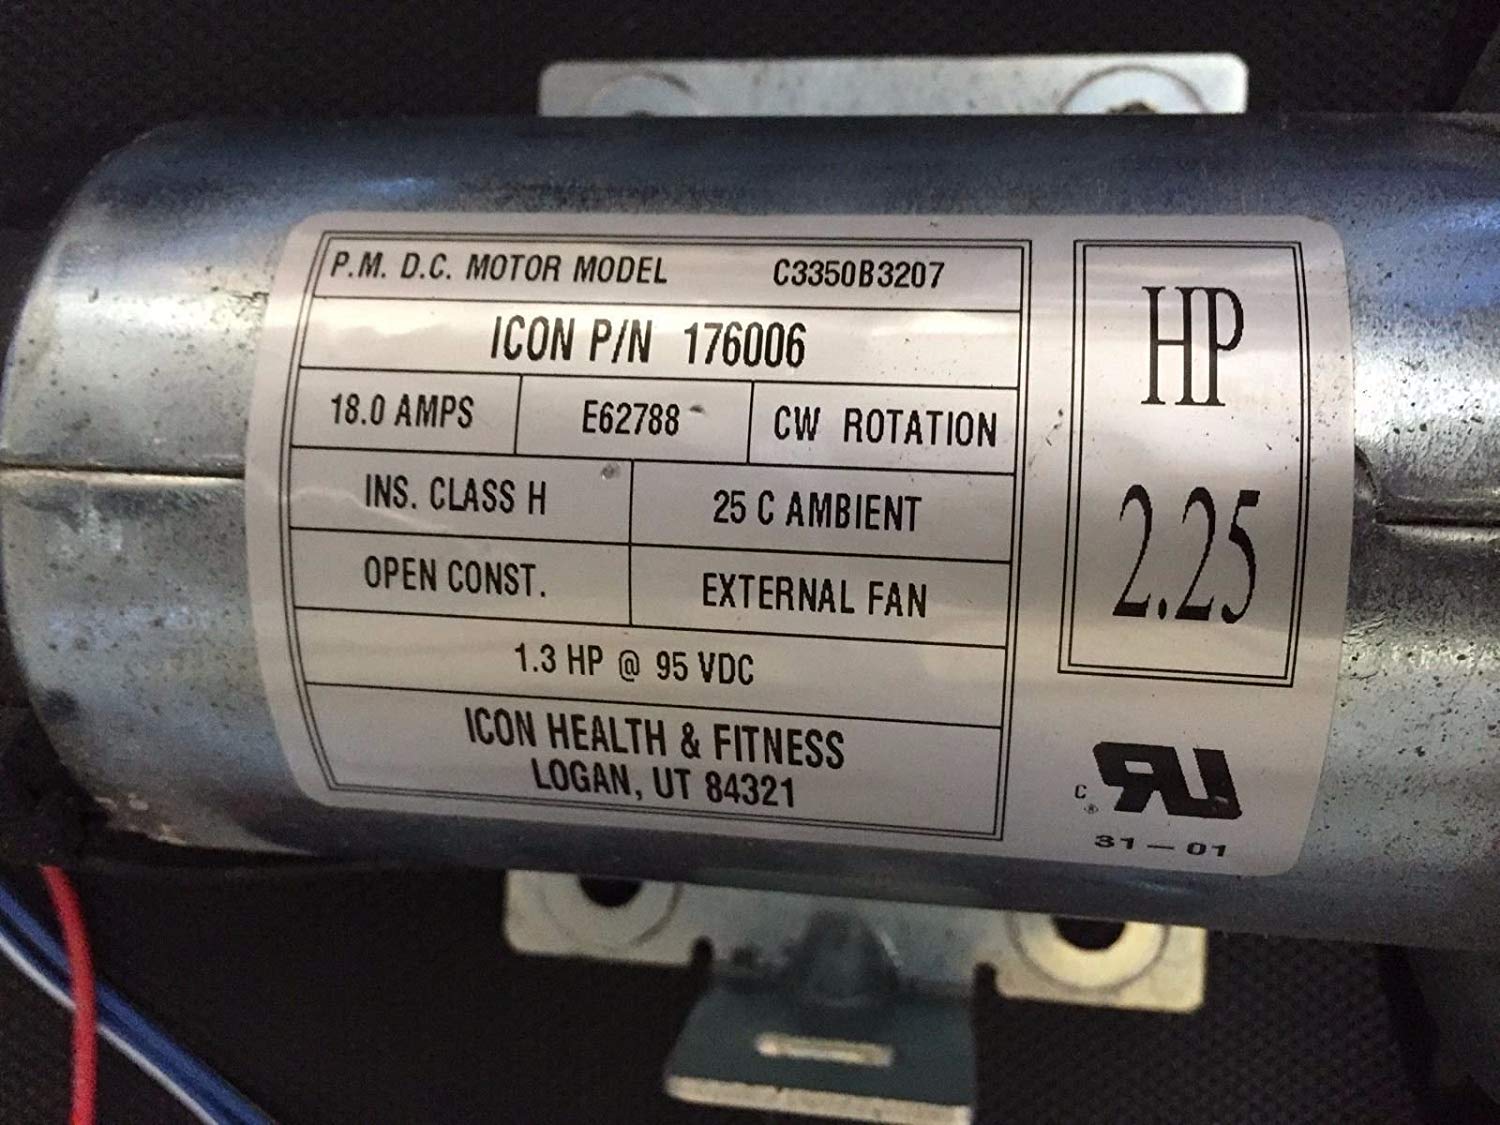 P.M. D.C. MOTOR MODEL C3350B3207
ICON P/N 176006
18.0 AMPS E62788 CW ROTATION
INS. CLASS H 25 C AMBIENT
OPEN CONST. EXTERNAL FAN
1.3 HP @ 95 VDC
ICON HEALTH & FITNESS
LOGAN, UT 84321
HP
2.25
C RU ®
31-01